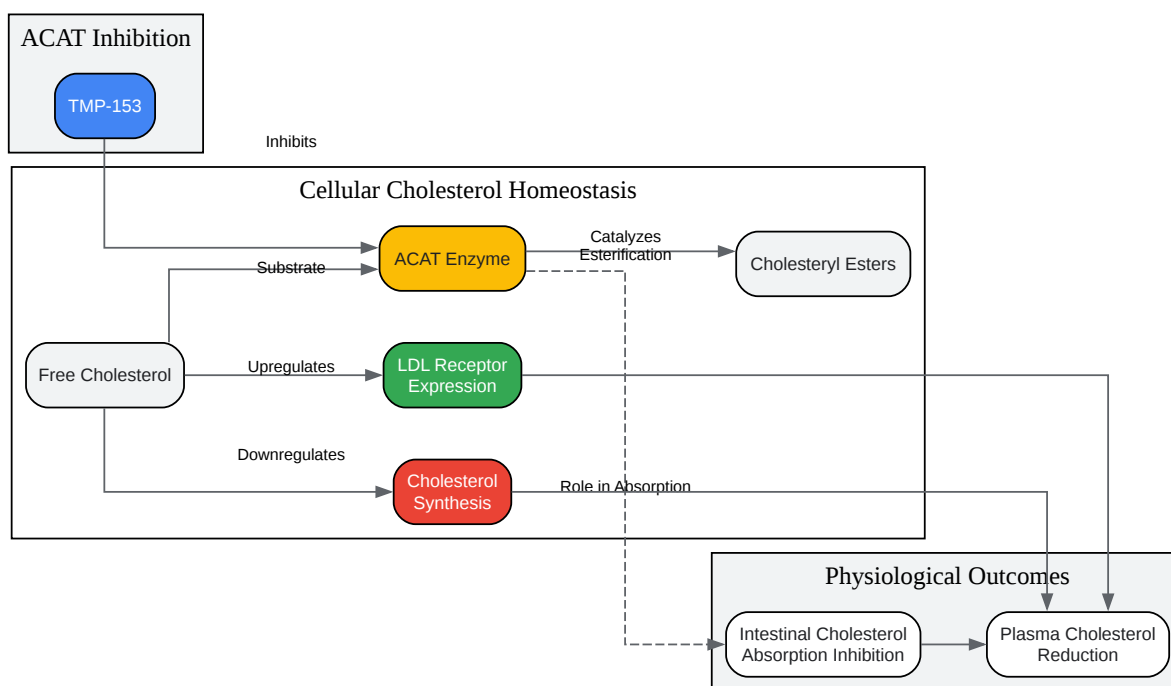 ACAT Inhibition
TMP-153
Inhibits
Cellular Cholesterol Homeostasis
Catalyzes
Esterification
ACAT Enzyme
Cholesteryl Esters
Substrate
Free Cholesterol
Upregulates
LDL Receptor
Expression
Downregulates
Cholesterol
Synthesis
Role in Absorption
Physiological Outcomes
Intestinal Cholesterol
Absorption Inhibition
Plasma Cholesterol
Reduction